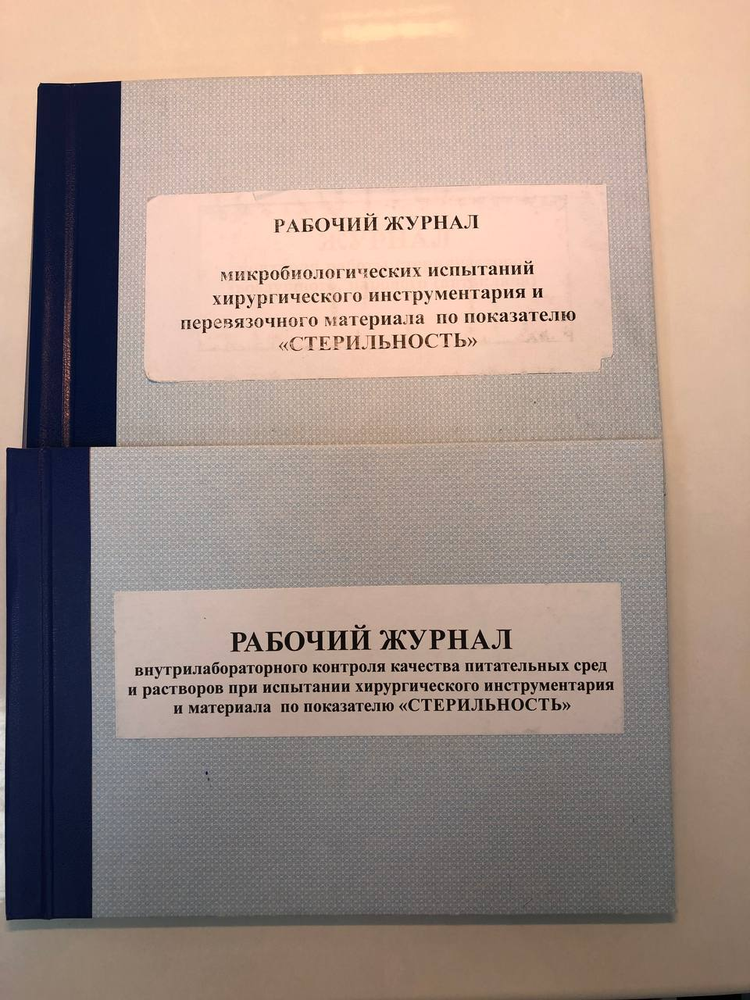 РАБОЧИЙ ЖУРНАЛ
микробиологических испытаний
хирургического инструментария и
перевязочного материала по показателю
«СТЕРИЛЬНОСТЬ»
РАБОЧИЙ ЖУРНАЛ
внутрилабораторного контроля качества питательных сред
и растворов при испытании хирургического инструментария
и материала по показателю «СТЕРИЛЬНОСТЬ»